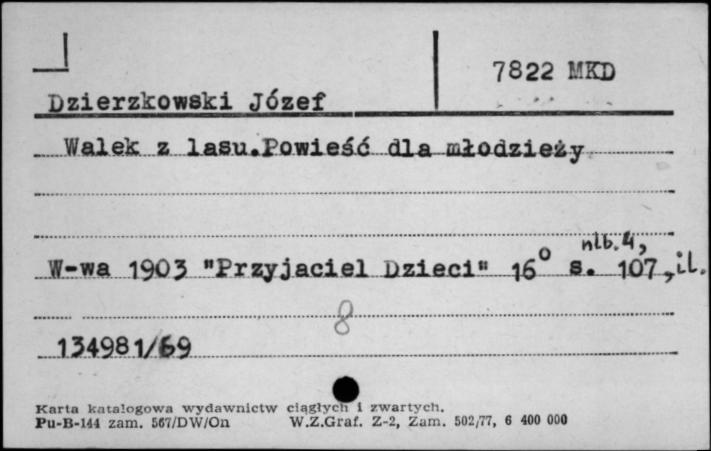 7822 MKD
Dzierzkowski Józef
Walek z lasu.Powieść dla młodzieży
nlb. 4,
W-wa 1903 "Przyjaciel Dzieci" 16° s. 107, il.
8
134981/69
Karta katalogowa wydawnictw ciągłych i zwartych.
Pu-B-144 zam. 567/DW/On W.Z.Graf. Z-2, Zam. 502/77, 6 400 000